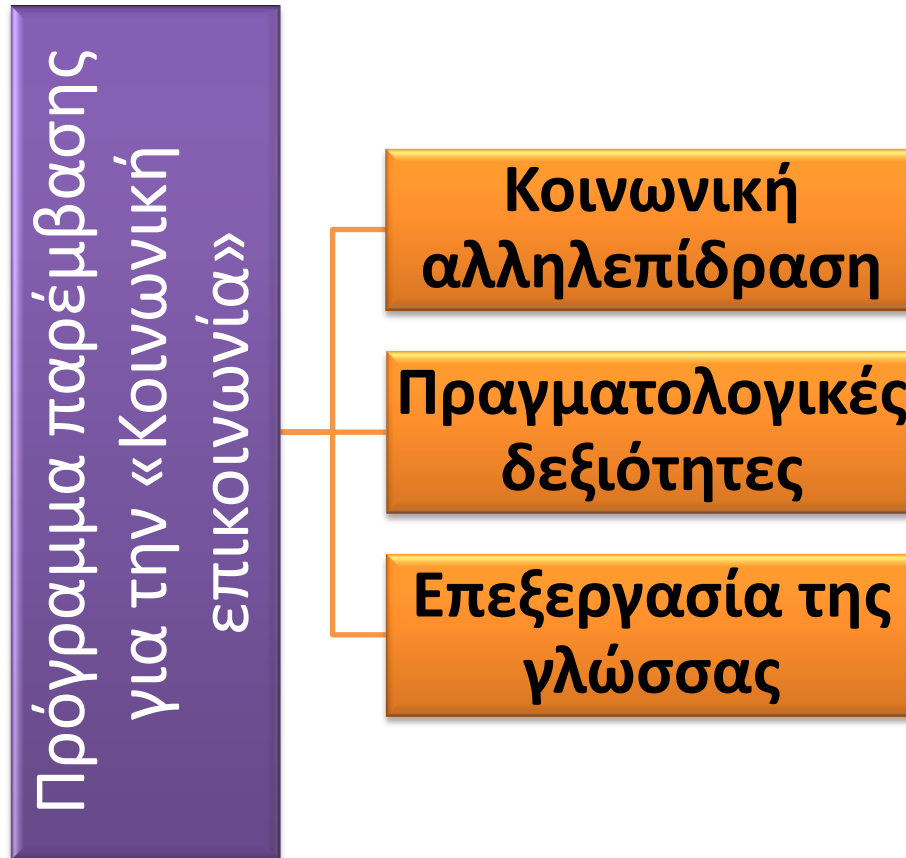 Πρόγραμμα παρέμβασης
για την «Κοινωνική
επικοινωνία»
Κοινωνική
αλληλεπίδραση
Πραγματολογικές
δεξιότητες
Επεξεργασία της
γλώσσας